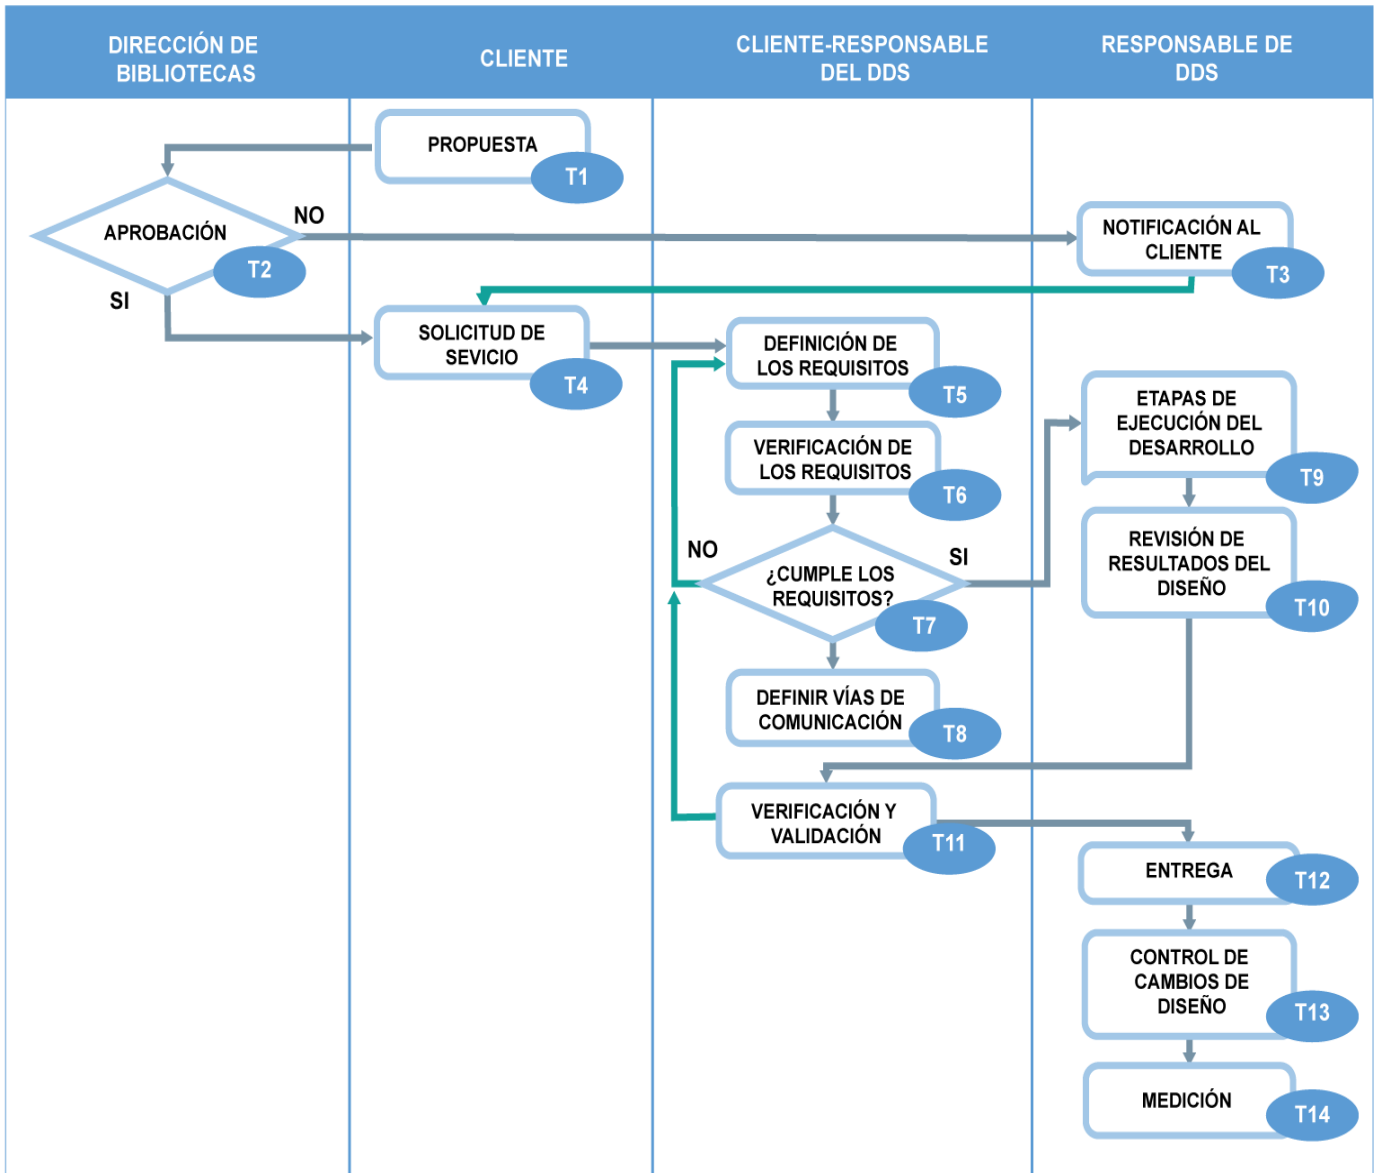 DIRECCIÓN DE
BIBLIOTECAS
CLIENTE
CLIENTE-RESPONSABLE
DEL DDS
RESPONSABLE DE
DDS
PROPUESTA
T1
APROBACIÓN
T2
NO
SI
NOTIFICACIÓN AL
CLIENTE
T3
SOLICITUD DE
SEVICIO
T4
DEFINICIÓN DE
LOS REQUISITOS
T5
VERIFICACIÓN DE
LOS REQUISITOS
T6
NO
SI
¿CUMPLE LOS
REQUISITOS?
T7
DEFINIR VÍAS DE
COMUNICACIÓN
T8
ETAPAS DE
EJECUCIÓN DEL
DESARROLLO
T9
REVISIÓN DE
RESULTADOS DEL
DISEÑO
T10
VERIFICACIÓN Y
VALIDACIÓN
T11
ENTREGA
T12
CONTROL DE
CAMBIOS DE
DISEÑO
T13
MEDICIÓN
T14